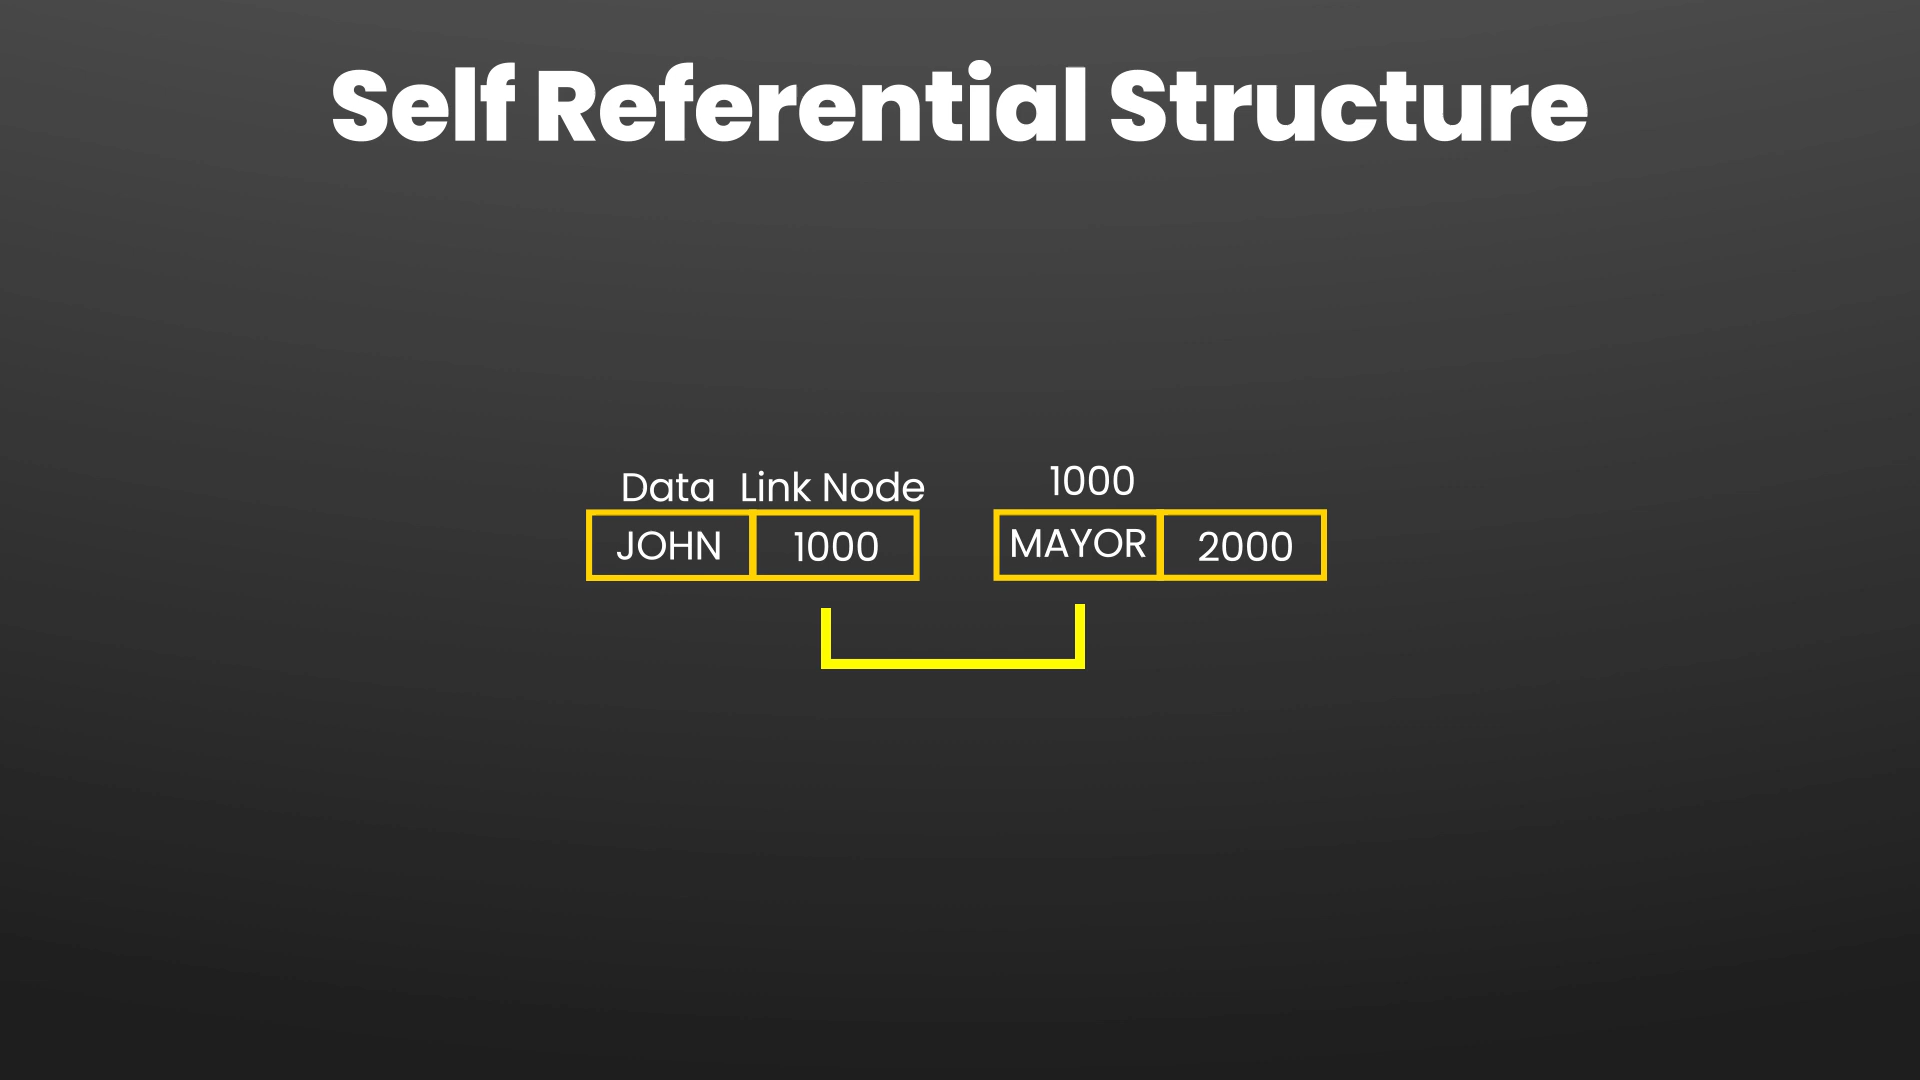 Self Referential Structure
Data Link Node 1000
JOHN 1000 MAYOR 2000